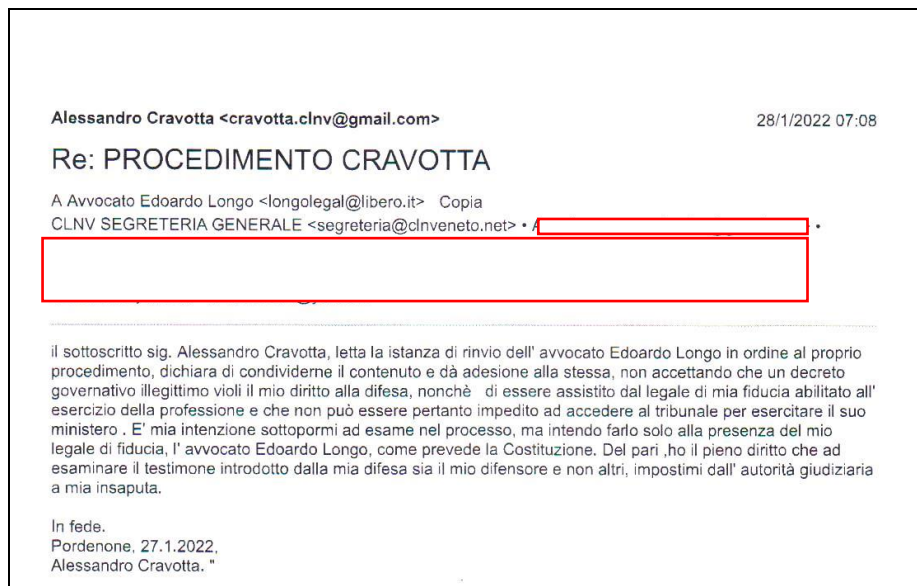 Alessandro Cravotta <cravotta.clnv@gmail.com> 28/1/2022 07:08
Re: PROCEDIMENTO CRAVOTTA
A Avvocato Edoardo Longo <longolegal@libero.it> Copia
CLNV SEGRETERIA GENERALE <segreteria@clnveneto.net> •
il sottoscritto sig. Alessandro Cravotta, letta la istanza di rinvio dell' avvocato Edoardo Longo in ordine al proprio
procedimento, dichiara di condividerne il contenuto e dà adesione alla stessa, non accettando che un decreto
governativo illegittimo violi il mio diritto alla difesa, nonchè di essere assistito dal legale di mia fiducia abilitato all'
esercizio della professione e che non può essere pertanto impedito ad accedere al tribunale per esercitare il suo
ministero . E' mia intenzione sottopormi ad esame nel processo, ma intendo farlo solo alla presenza del mio
legale di fiducia, l' avvocato Edoardo Longo, come prevede la Costituzione. Del pari ,ho il pieno diritto che ad
esaminare il testimone introdotto dalla mia difesa sia il mio difensore e non altri, impostimi dall' autorità giudiziaria
a mia insaputa.
In fede.
Pordenone, 27.1.2022,
Alessandro Cravotta. "